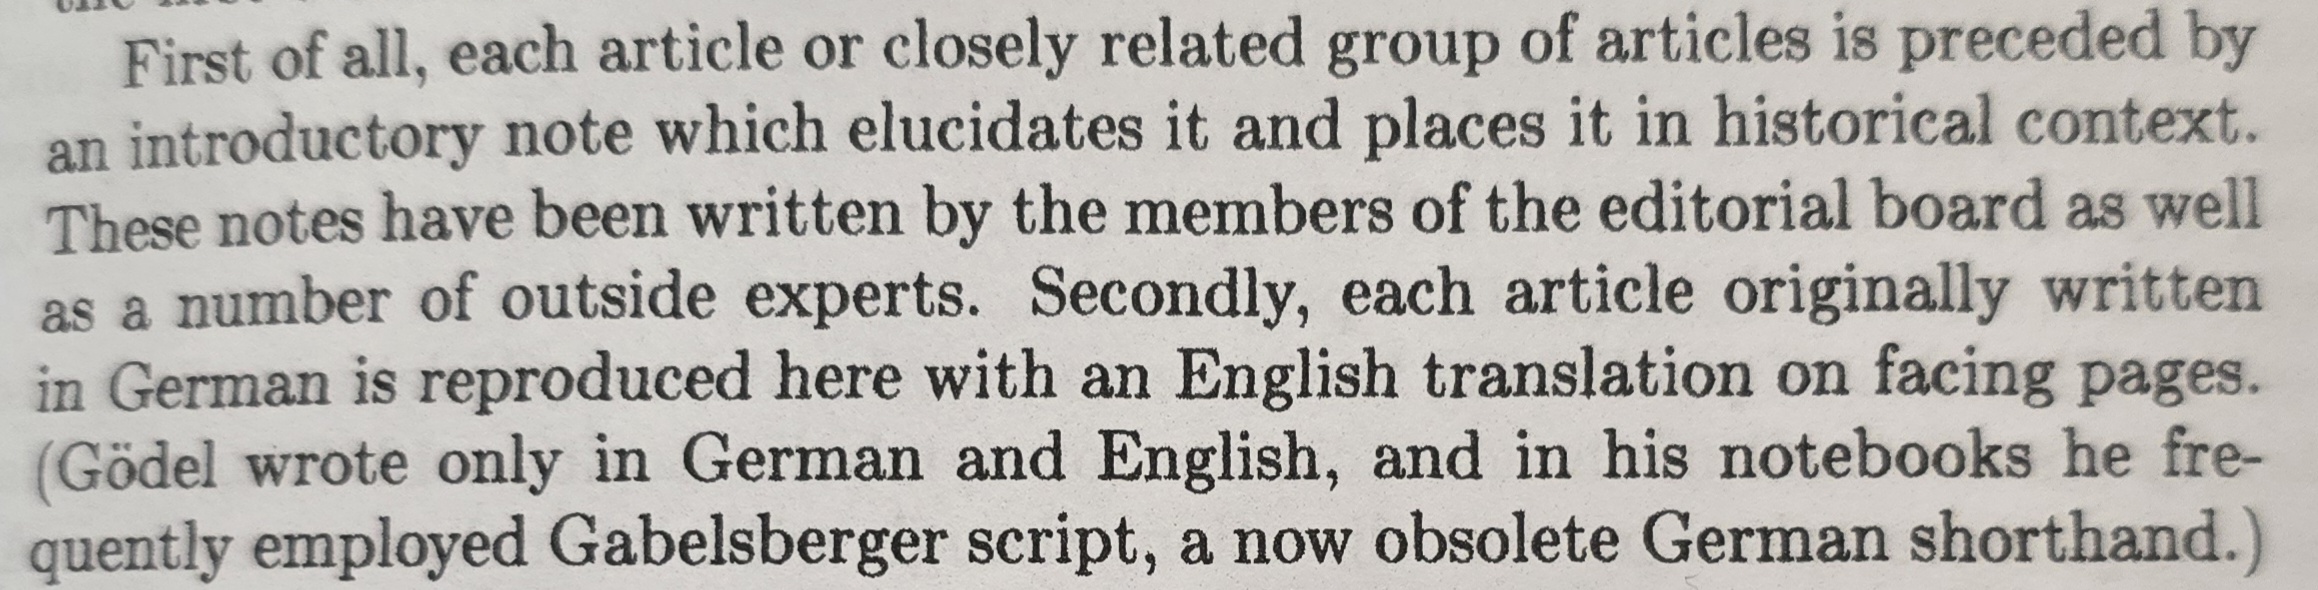 First of all, each article or closely related group of articles is preceded by
an introductory note which elucidates it and places it in historical context.
These notes have been written by the members of the editorial board as well
as a number of outside experts. Secondly, each article originally written
in German is reproduced here with an English translation on facing pages.
(Gödel wrote only in German and English, and in his notebooks he fre-
quently employed Gabelsberger script, a now obsolete German shorthand.)